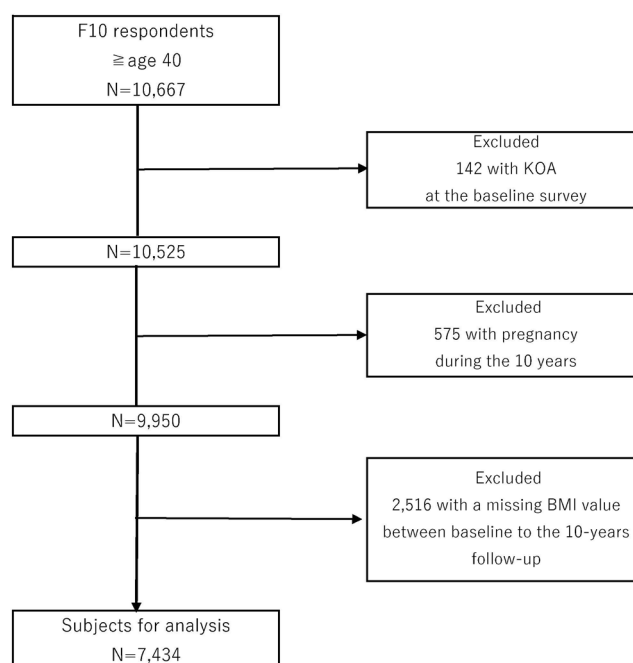 F10 respondents
≧age 40
N=10,667
Excluded
142 with KOA
at the baseline survey
N=10,525
Excluded
575 with pregnancy
during the 10 years
N=9,950
Excluded
2,516 with a missing BMI value
between baseline to the 10-years
follow-up
Subjects for analysis
N=7,434